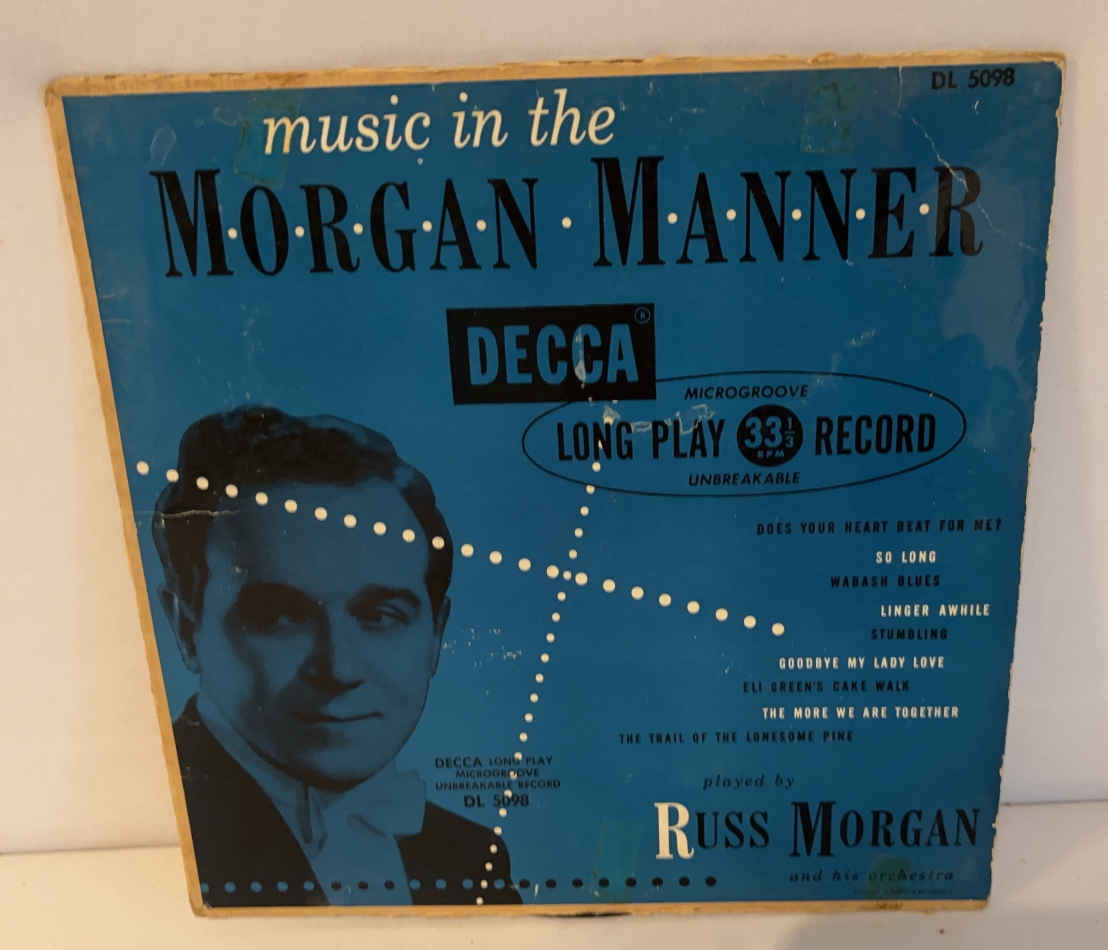 DL 5098
music in the
M·O·R·G·A·N · M·A·N·N·E·R
DECCA ®
MICROGROOVE
LONG PLAY 33⅓ RPM RECORD
UNBREAKABLE
DOES YOUR HEART BEAT FOR ME?
SO LONG
WABASH BLUES
LINGER AWHILE
STUMBLING
GOODBYE MY LADY LOVE
ELI GREEN'S CAKE WALK
THE MORE WE ARE TOGETHER
THE TRAIL OF THE LONESOME PINE
DECCA LONG PLAY
MICROGROOVE
UNBREAKABLE RECORD
DL 5098
played by
RUSS MORGAN
and his orchestra